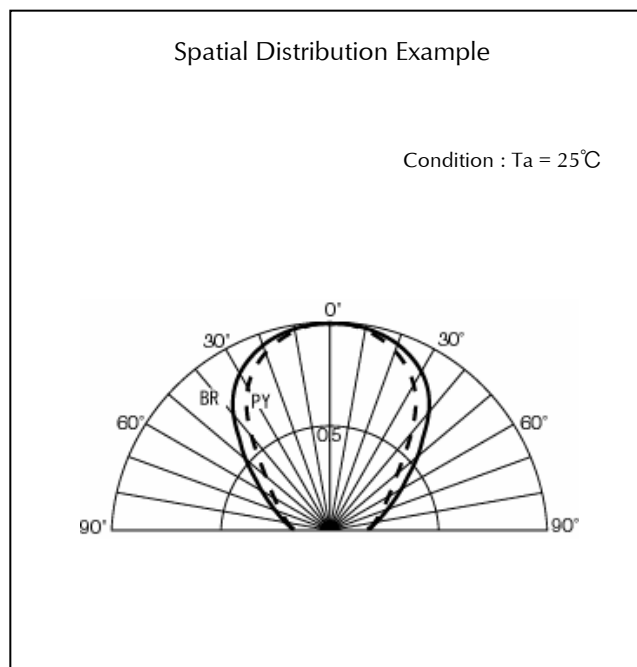 Spatial Distribution Example
Condition : Ta = 25℃
0°
30°
30°
BR
PY
60°
60°
0.5
90°
90°